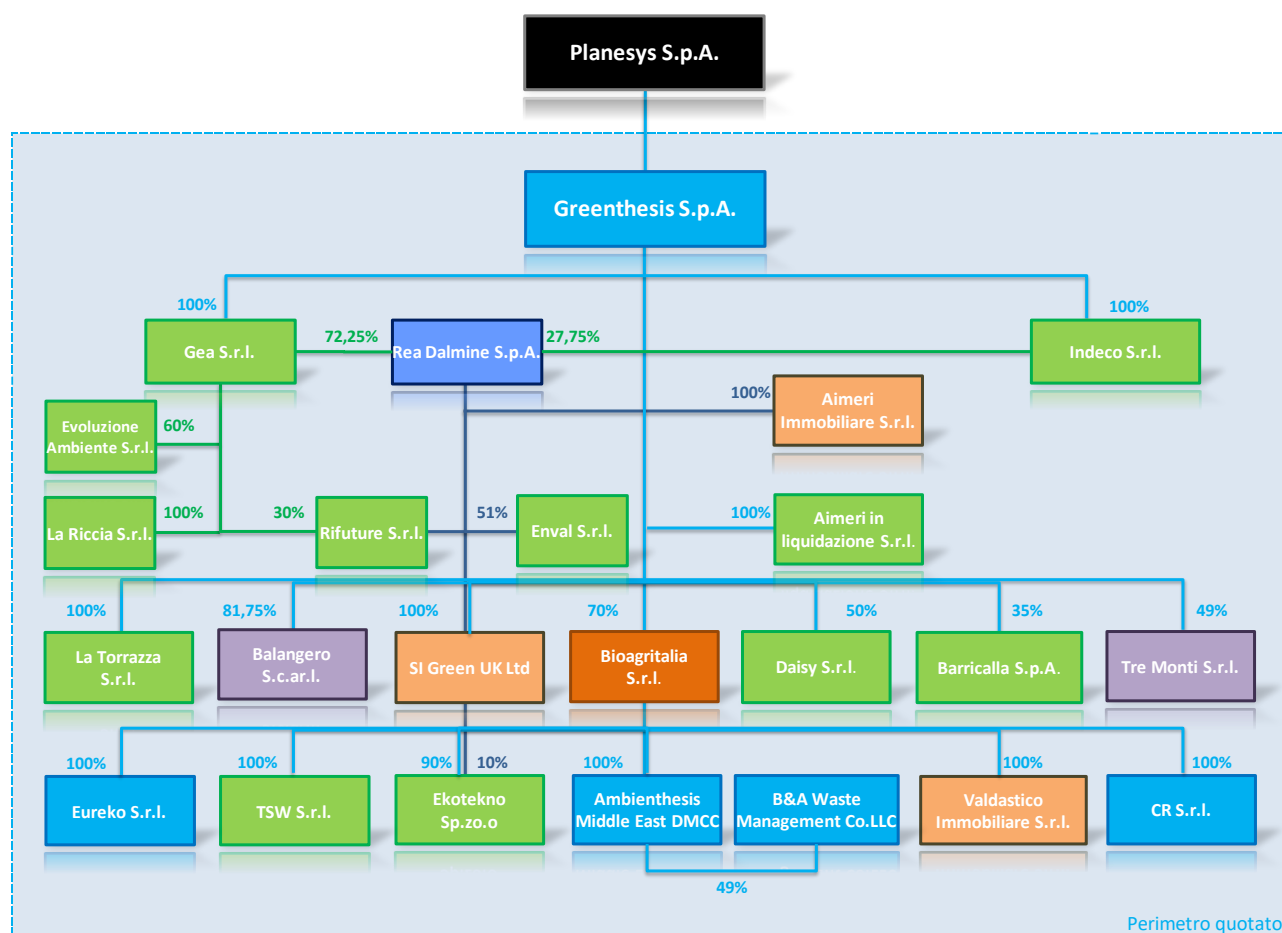 Planesys S.p.A.
Greenthesis S.p.A.
100%
100%
Gea S.r.l.
72,25%
Rea Dalmine S.p.A.
27,75%
Indeco S.r.l.
100%
Aimeri
Immobiliare S.r.l.
Evoluzione
Ambiente S.r.l.
60%
La Riccia S.r.l.
100%
30%
Rifuture S.r.l.
51%
Enval S.r.l.
100%
Aimeri in
liquidazione S.r.l.
100%
81,75%
100%
70%
50%
35%
49%
La Torrazza
S.r.l.
Balangero
S.c.ar.l.
SI Green UK Ltd
Bioagritalia
S.r.l.
Daisy S.r.l.
Barricalla S.p.A.
Tre Monti S.r.l.
100%
100%
90%
10%
100%
100%
100%
Eureko S.r.l.
TSW S.r.l.
Ekotekno
Sp.zo.o
Ambienthesis
Middle East DMCC
B&A Waste
Management Co.LLC
Valdastico
Immobiliare S.r.l.
CR S.r.l.
49%
Perimetro quotato